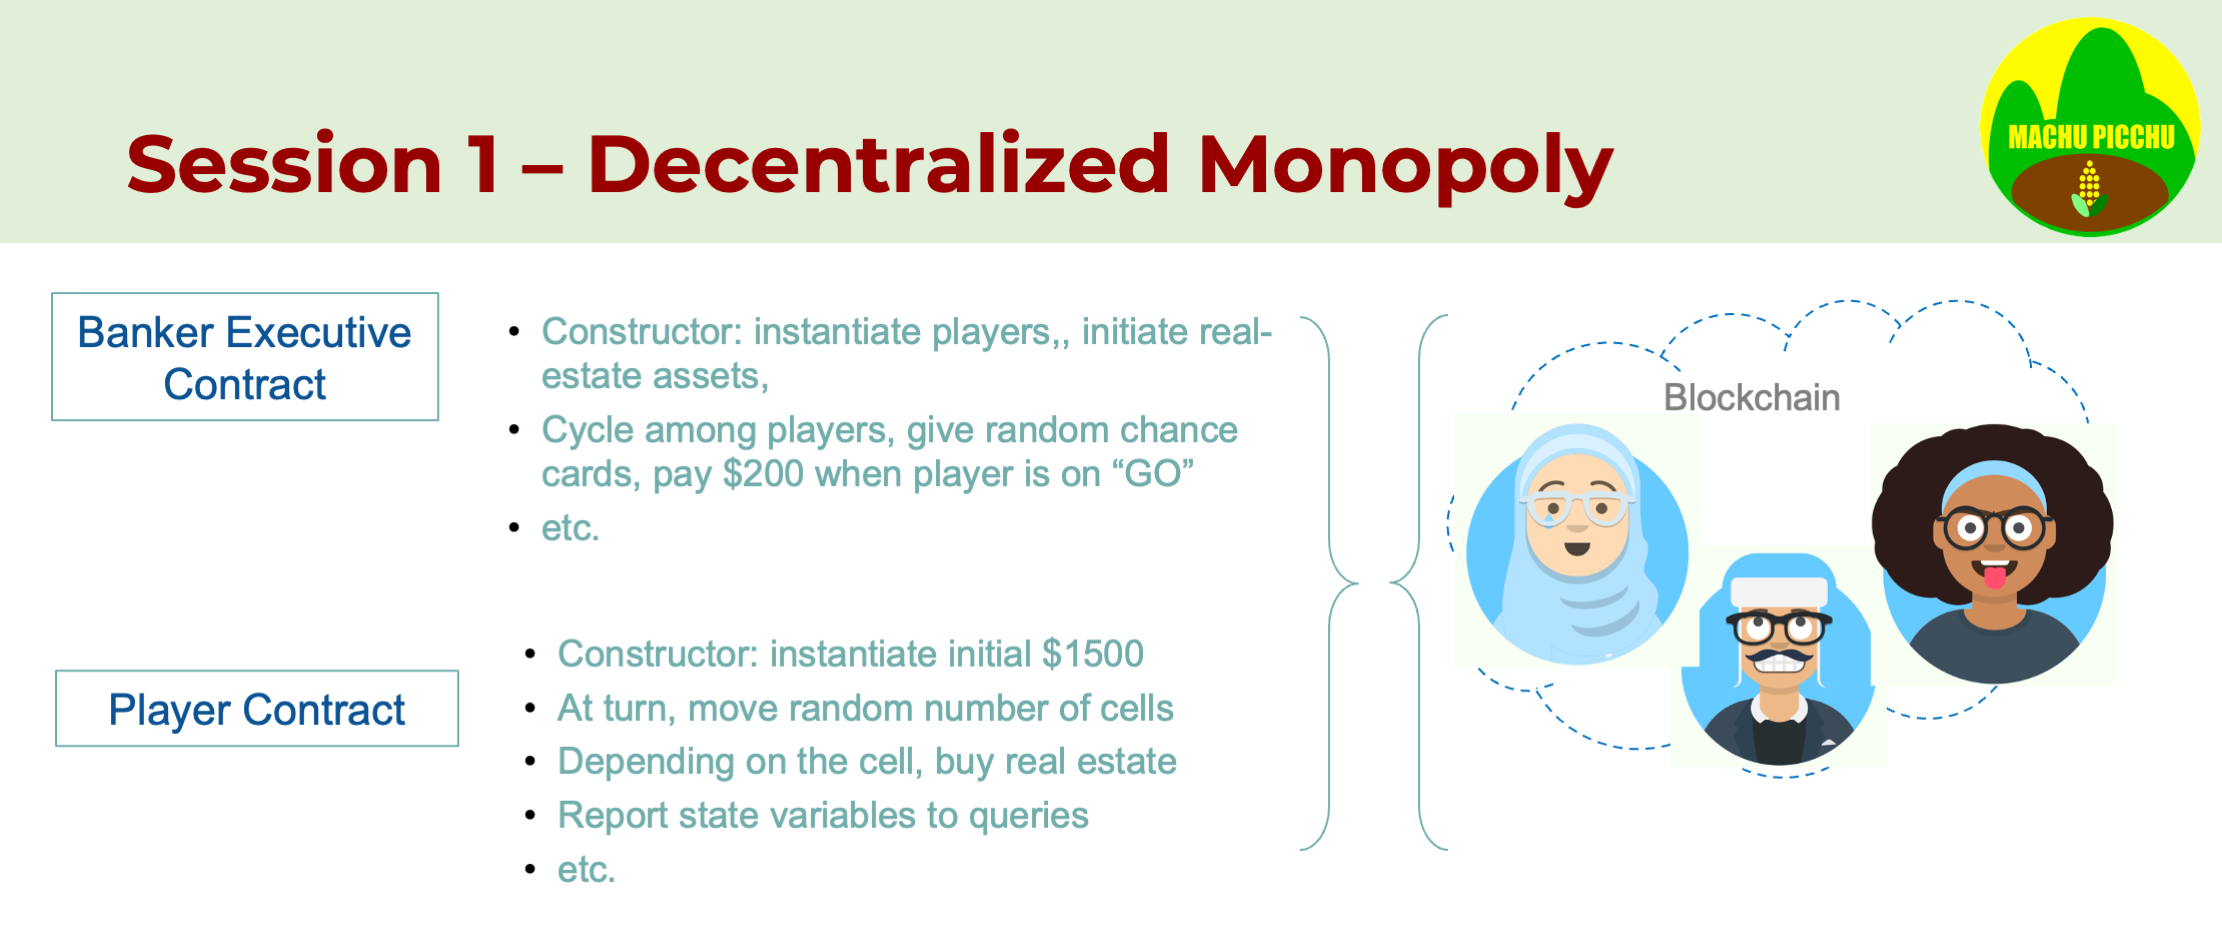 Session 1 – Decentralized Monopoly
MACHU PICCHU
Banker Executive
Contract
• Constructor: instantiate players,, initiate real-
estate assets,
• Cycle among players, give random chance
cards, pay $200 when player is on “GO”
• etc.
Player Contract
• Constructor: instantiate initial $1500
• At turn, move random number of cells
• Depending on the cell, buy real estate
• Report state variables to queries
• etc.
Blockchain